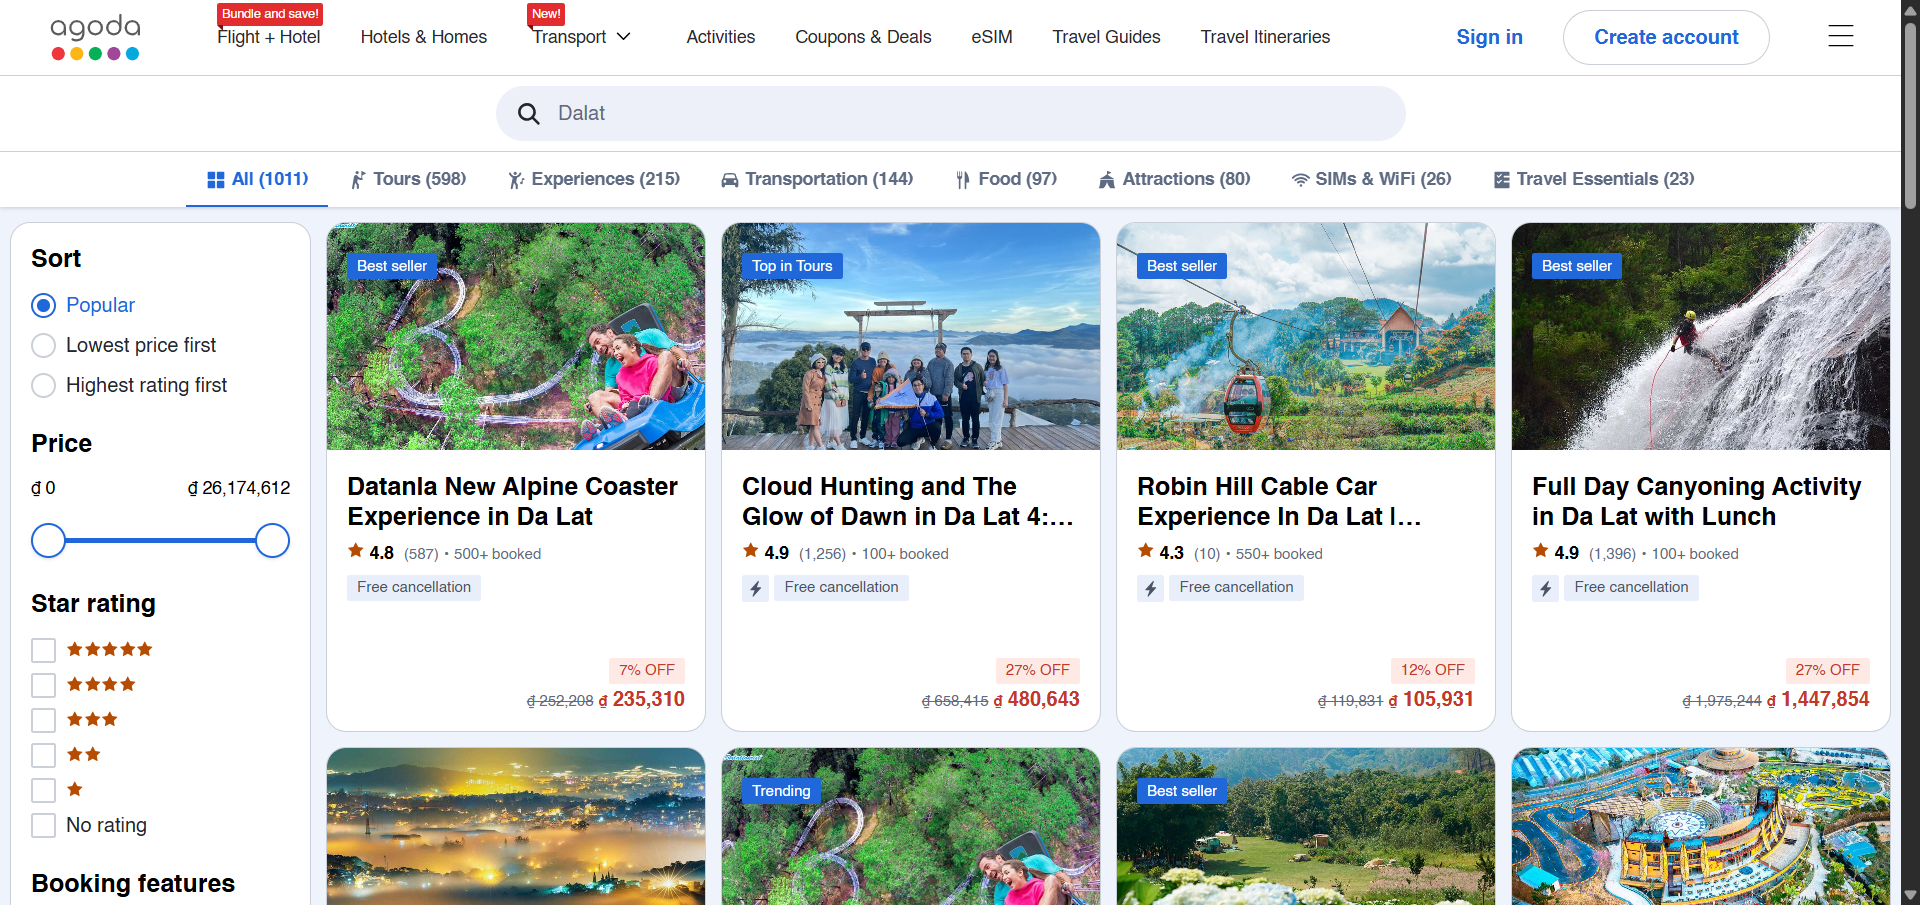 agoda
Bundle and save!
Flight + Hotel
Hotels & Homes
New!
Transport
Activities
Coupons & Deals
eSIM
Travel Guides
Travel Itineraries
Sign in
Create account
Dalat
All (1011)
Tours (598)
Experiences (215)
Transportation (144)
Food (97)
Attractions (80)
SIMs & WiFi (26)
Travel Essentials (23)
Sort
Popular
Lowest price first
Highest rating first
Price
₫ 0
₫ 26,174,612
Star rating
No rating
Booking features
Best seller
Datanla New Alpine Coaster
Experience in Da Lat
4.8 (587) • 500+ booked
Free cancellation
7% OFF
₫ 252,208 ₫ 235,310
Top in Tours
Cloud Hunting and The
Glow of Dawn in Da Lat 4:...
4.9 (1,256) • 100+ booked
Free cancellation
27% OFF
₫ 658,415 ₫ 480,643
Best seller
Robin Hill Cable Car
Experience In Da Lat |...
4.3 (10) • 550+ booked
Free cancellation
12% OFF
₫ 119,831 ₫ 105,931
Best seller
Full Day Canyoning Activity
in Da Lat with Lunch
4.9 (1,396) • 100+ booked
Free cancellation
27% OFF
₫ 1,975,244 ₫ 1,447,854
Trending
Best seller